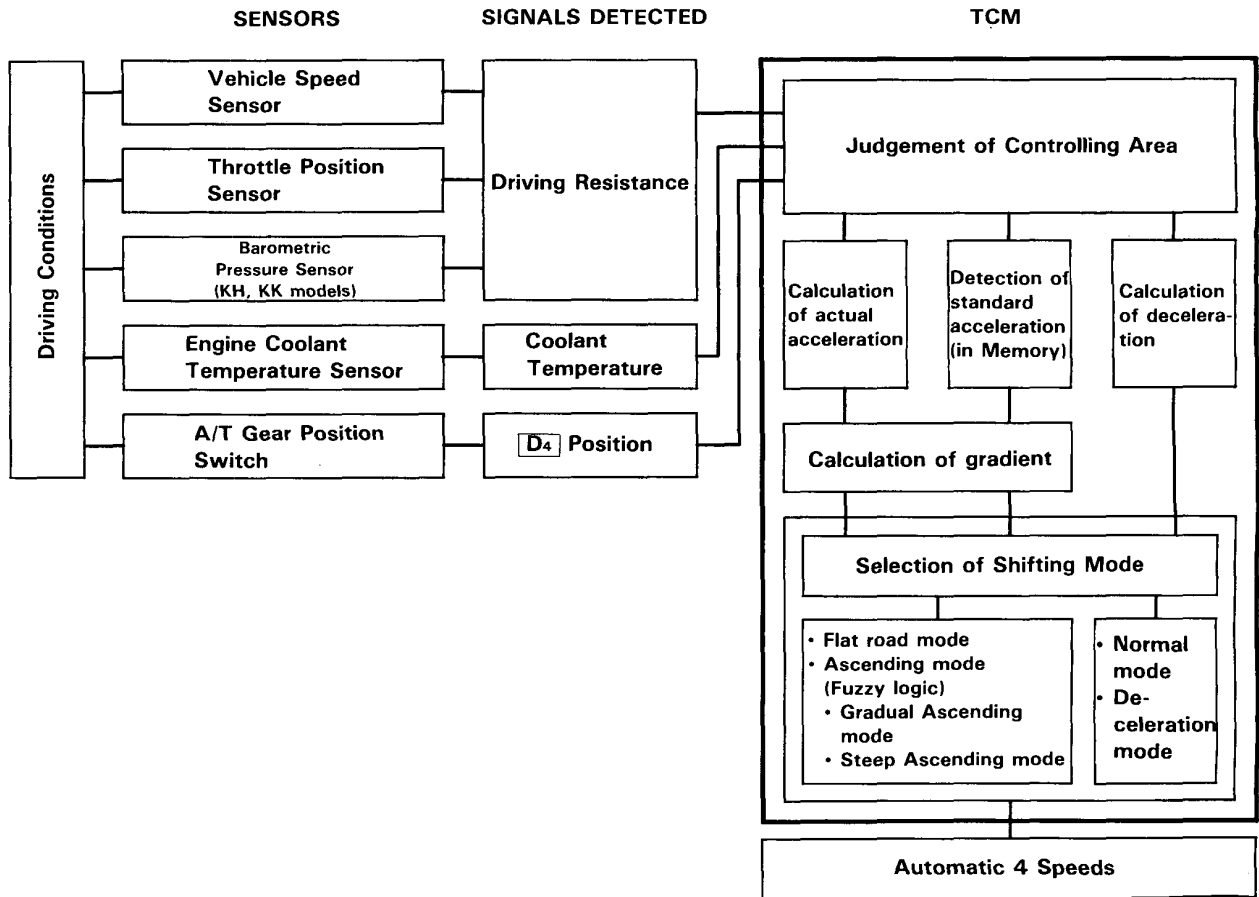 SENSORS
SIGNALS DETECTED
TCM
Driving Conditions
Vehicle Speed
Sensor
Throttle Position
Sensor
Barometric
Pressure Sensor
(KH, KK models)
Engine Coolant
Temperature Sensor
A/T Gear Position
Switch
Driving Resistance
Coolant
Temperature
D4 Position
Judgement of Controlling Area
Calculation
of actual
acceleration
Detection of
standard
acceleration
(in Memory)
Calculation
of decelera-
tion
Calculation of gradient
Selection of Shifting Mode
• Flat road mode
• Ascending mode
(Fuzzy logic)
• Gradual Ascending
mode
• Steep Ascending mode
• Normal
mode
• De-
celeration
mode
Automatic 4 Speeds